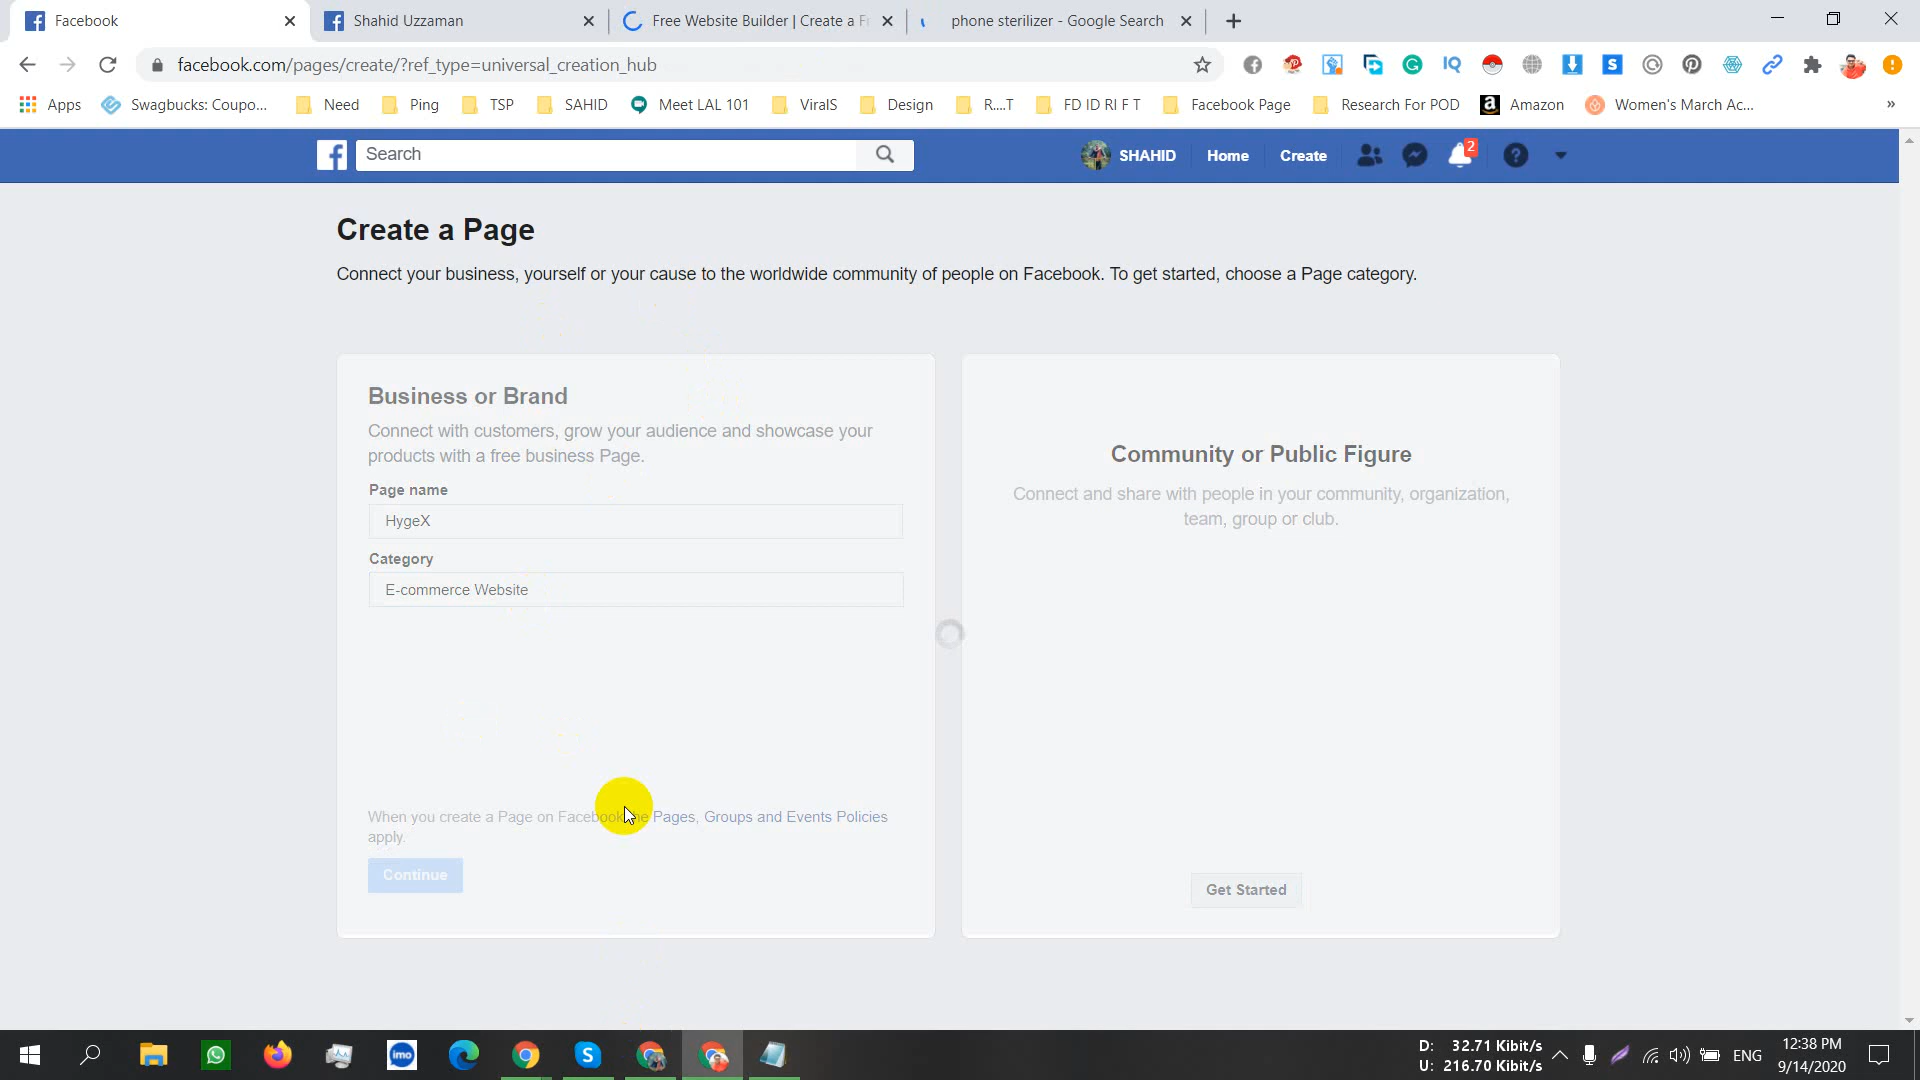 Facebook
Shahid Uzzaman
Free Website Builder | Create a F
phone sterilizer - Google Search
facebook.com/pages/create/?ref_type=universal_creation_hub
Apps
Swagbucks: Coupo...
Need
Ping
TSP
SAHID
Meet LAL 101
ViralS
Design
R....T
FD ID RI F T
Facebook Page
Research For POD
Amazon
Women's March Ac...
»
Search
SHAHID
Home
Create
2
Create a Page
Connect your business, yourself or your cause to the worldwide community of people on Facebook. To get started, choose a Page category.
Business or Brand
Connect with customers, grow your audience and showcase your
products with a free business Page.
Page name
HygeX
Category
E-commerce Website
When you create a Page on Facebook the Pages, Groups and Events Policies
apply.
Continue
Community or Public Figure
Connect and share with people in your community, organization,
team, group or club.
Get Started
imo
D: 32.71 Kibit/s
U: 216.70 Kibit/s
ENG
12:38 PM
9/14/2020